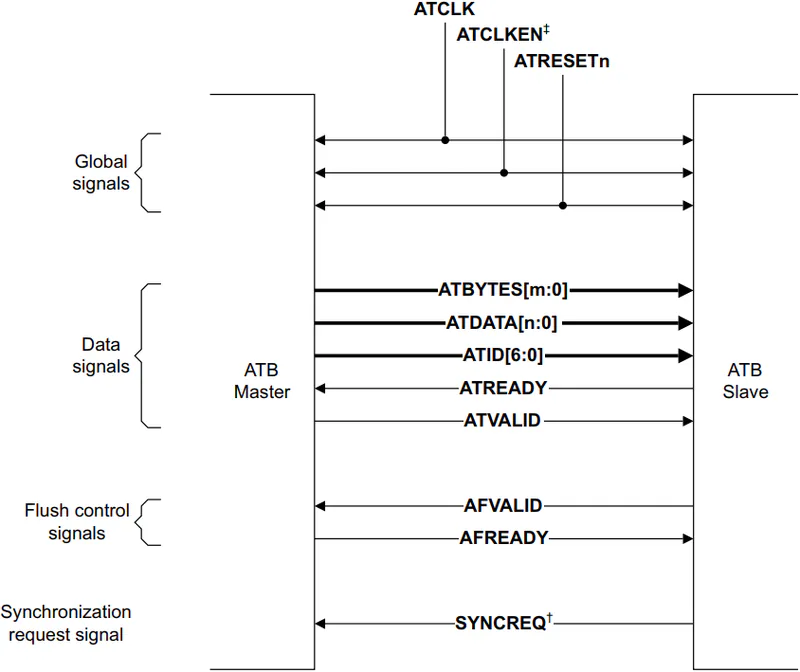 ATCLK
ATCLKEN‡
ATRESETn
Global
signals
ATBYTES[m:0]
ATDATA[n:0]
ATID[6:0]
ATREADY
ATVALID
Data
signals
ATB
Master
ATB
Slave
AFVALID
AFREADY
Flush control
signals
SYNCREQ†
Synchronization
request signal